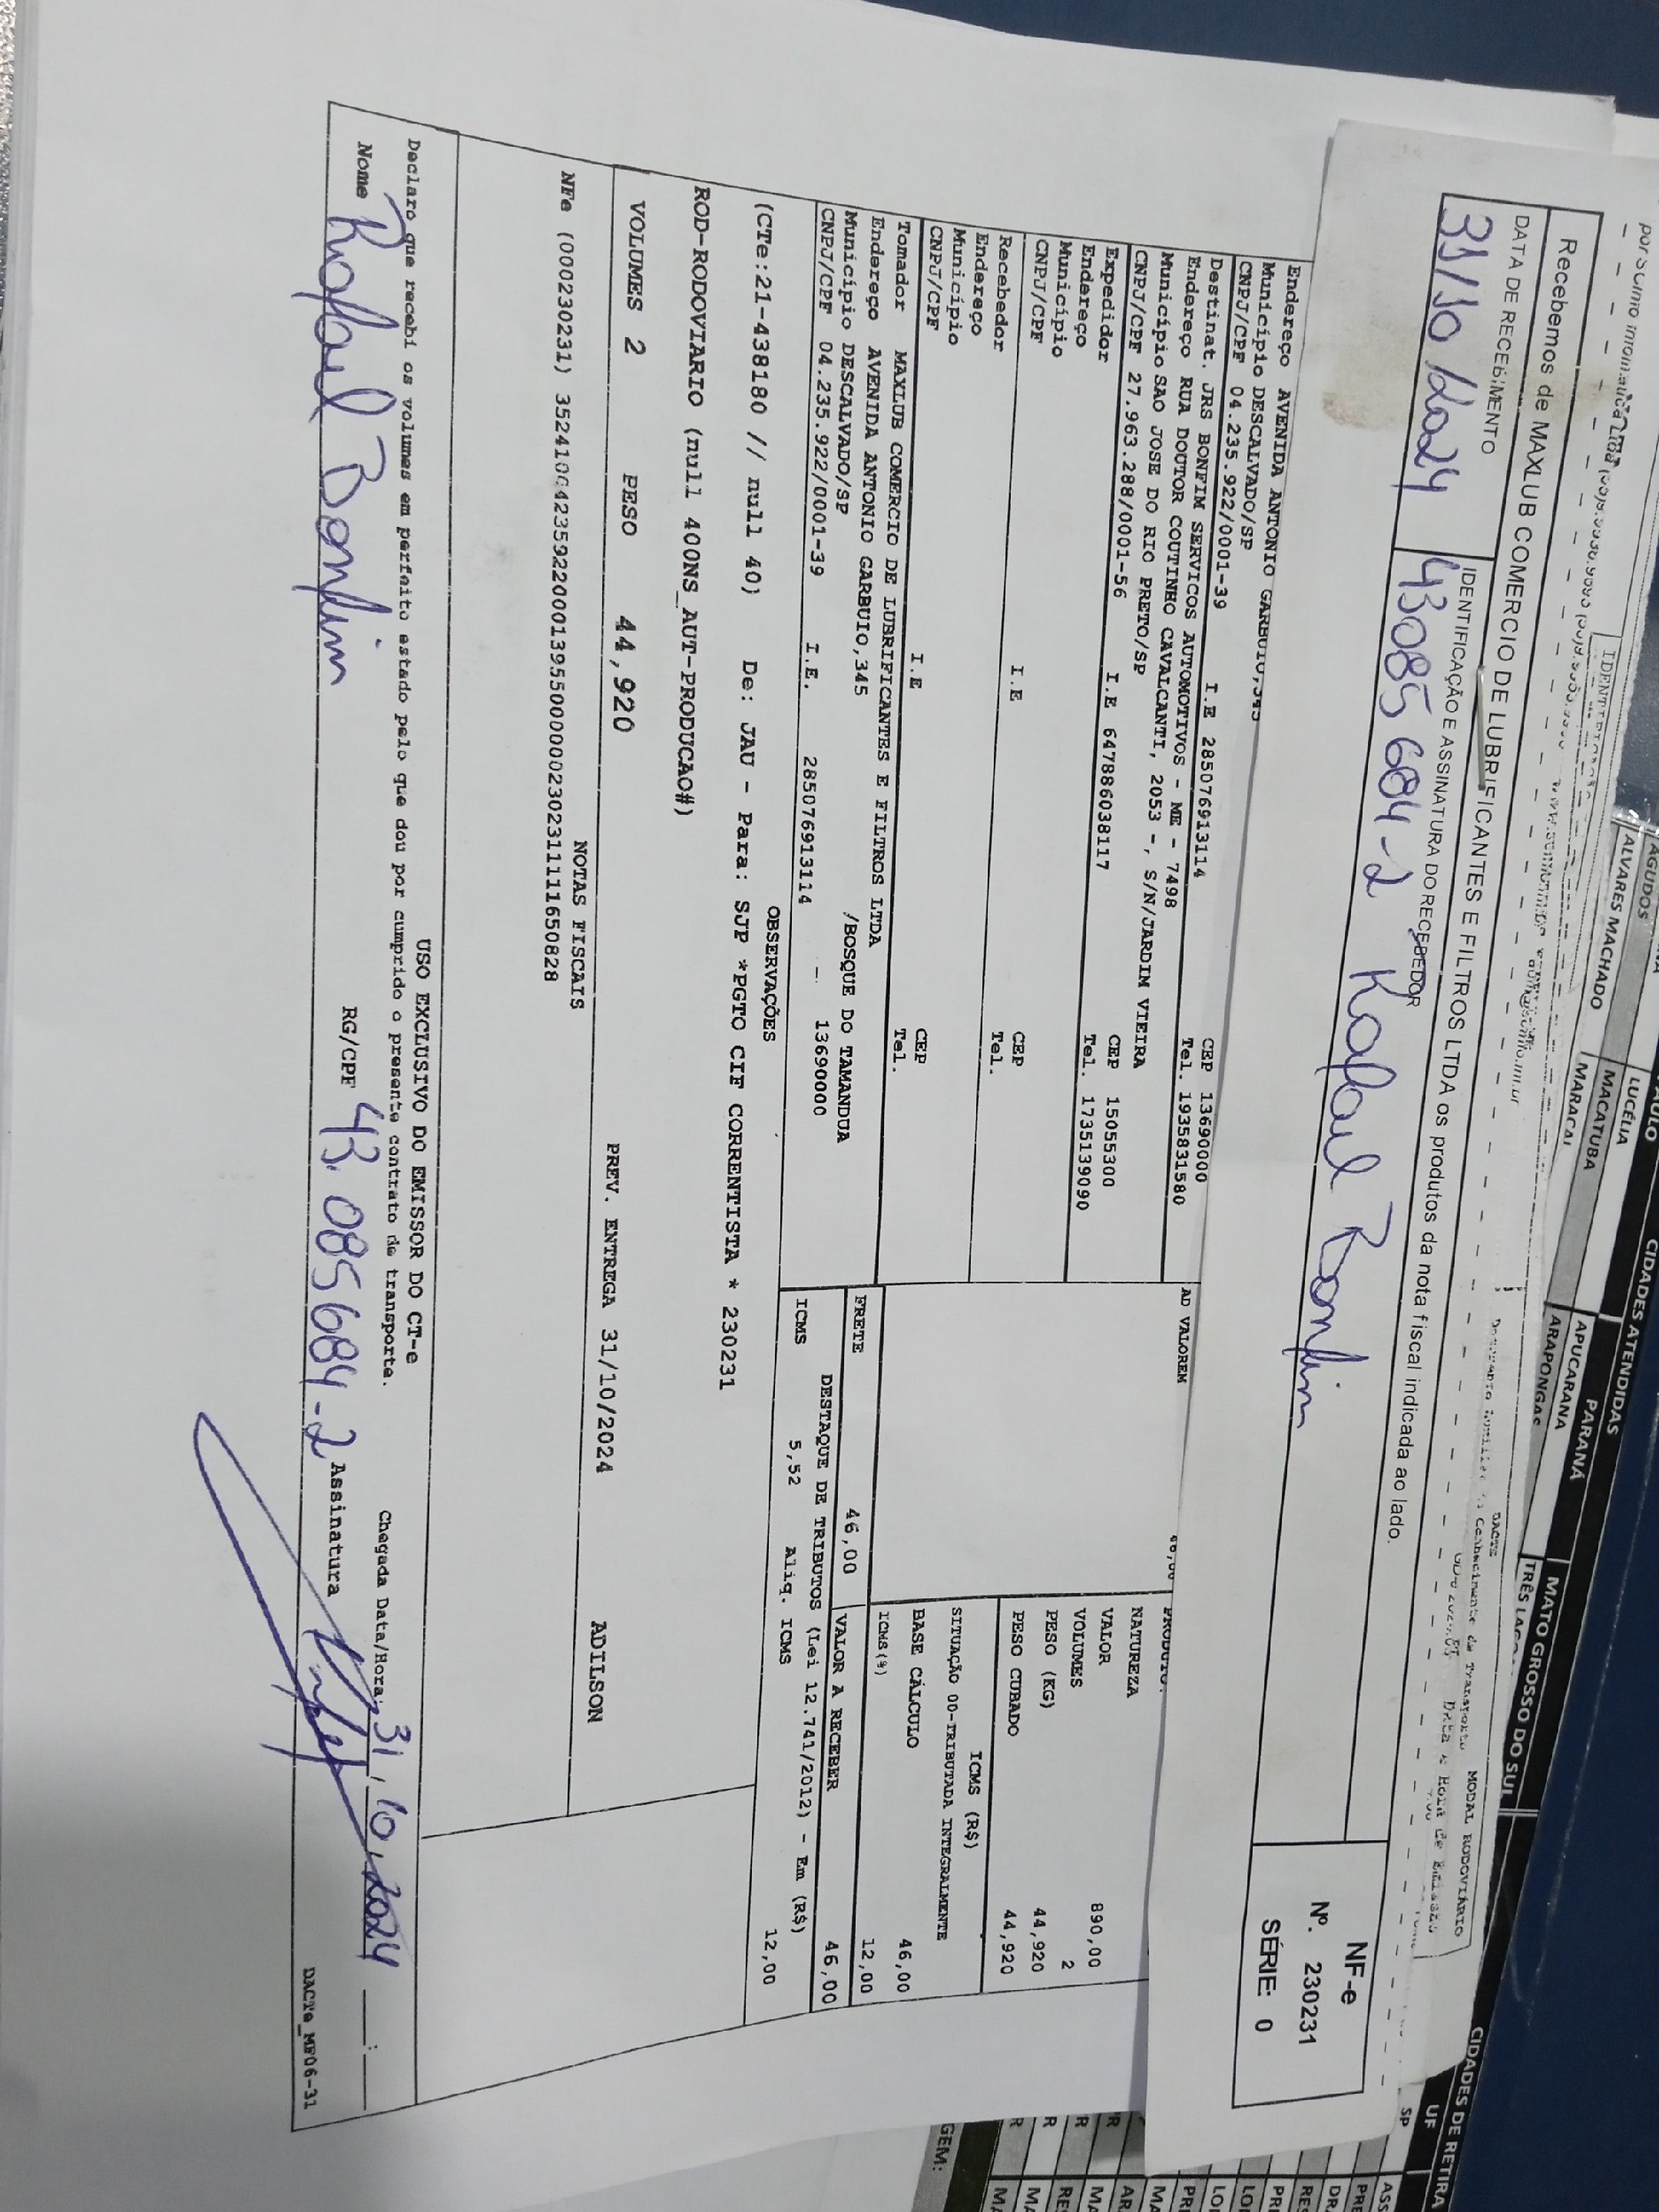 Recebemos de MAXLUB COMERCIO DE LUBRIFICANTES E FILTROS LTDA os produtos da nota fiscal indicada ao lado.
DATA DE RECEBIMENTO
31/10/2024
IDENTIFICAÇÃO E ASSINATURA DO RECEBEDOR
43085684-2 Rafael Bonfim
NF-e
Nº. 230231
SÉRIE: 0
Endereço AVENIDA ANTONIO GARBUIO,345
Município DESCALVADO/SP
CNPJ/CPF 04.235.922/0001-39 I.E 285076913114 CEP 13690000
Destinat. JRS BONFIM SERVICOS AUTOMOTIVOS - ME - 7498 Tel. 1935831580
Endereço RUA DOUTOR COUTINHO CAVALCANTI, 2053 -, S/N/JARDIM VIEIRA
Município SAO JOSE DO RIO PRETO/SP CEP 15055300
CNPJ/CPF 27.963.288/0001-56 I.E 647886038117 Tel. 17351139090
Expedidor
Endereço
Município CEP
CNPJ/CPF I.E Tel.
Recebedor
Endereço
Município CEP
CNPJ/CPF I.E Tel.
Tomador MAXLUB COMERCIO DE LUBRIFICANTES E FILTROS LTDA
Endereço AVENIDA ANTONIO GARBUIO,345 /BOSQUE DO TAMANDUA
Município DESCALVADO/SP
CNPJ/CPF 04.235.922/0001-39 I.E. 285076913114 - 13690000
AD VALOREM
NATUREZA
VALOR 890,00
VOLUMES 2
PESO (KG) 44,920
PESO CUBADO 44,920
ICMS (R$)
SITUAÇÃO 00-TRIBUTADA INTEGRALMENTE
BASE CÁLCULO 46,00
ICMS(%) 12,00
FRETE 46,00 VALOR A RECEBER 46,00
DESTAQUE DE TRIBUTOS (Lei 12.741/2012) - Em (R$)
ICMS 5,52 Aliq. ICMS 12,00
OBSERVAÇÕES
(CTe:21-438180 // null 40) De: JAU - Para: SJP *PGTO CIF CORRENTISTA * 230231
ROD-RODOVIARIO (null 400NS_AUT-PRODUCAO#)
VOLUMES 2 PESO 44,920 PREV. ENTREGA 31/10/2024 ADILSON
NOTAS FISCAIS
NFe (000230231)
USO EXCLUSIVO DO EMISSOR DO CT-e
Declaro que recebi os volumes em perfeito estado pelo que dou por cumprido o presente contrato de transporte. Chegada Data/Hora: 31/10/2024
Nome Rafael Bonfim RG/CPF 43.085684-2 Assinatura
DACTe_MF06-31
AGUDOS
ALVARES MACHADO
LUCÉLIA
MACATUBA
MARACAI
CIDADES ATENDIDAS
PARANÁ
APUCARANA
ARAPONGAS
MATO GROSSO DO SUL
CIDADES DE RETIRA
UF
SP